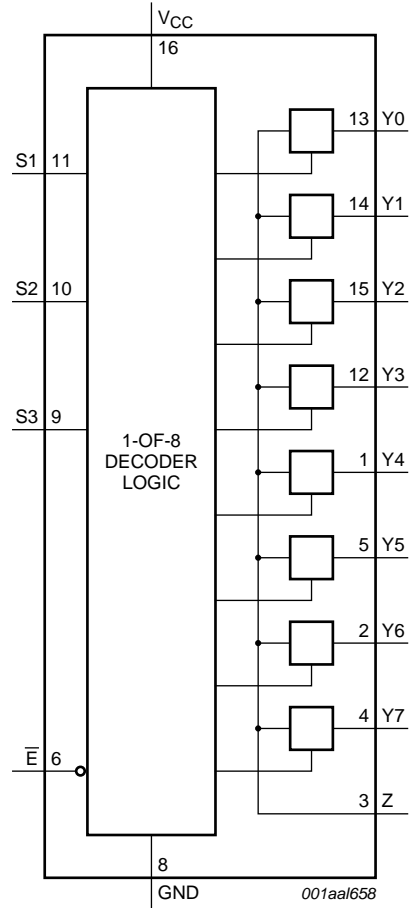 VCC
16
13 Y0
S1 11
14 Y1
S2 10
15 Y2
12 Y3
S3 9
1-OF-8
DECODER
LOGIC
1 Y4
5 Y5
2 Y6
4 Y7
E̅ 6
3 Z
8
GND
001aal658